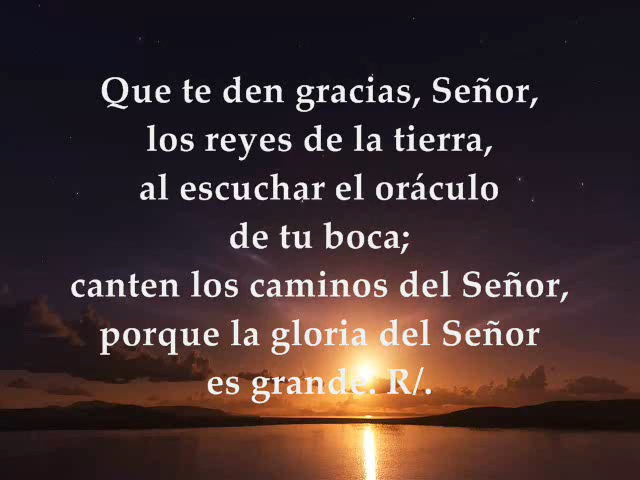 Que te den gracias, Señor,
los reyes de la tierra,
al escuchar el oráculo
de tu boca;
canten los caminos del Señor,
porque la gloria del Señor
es grande. R/.